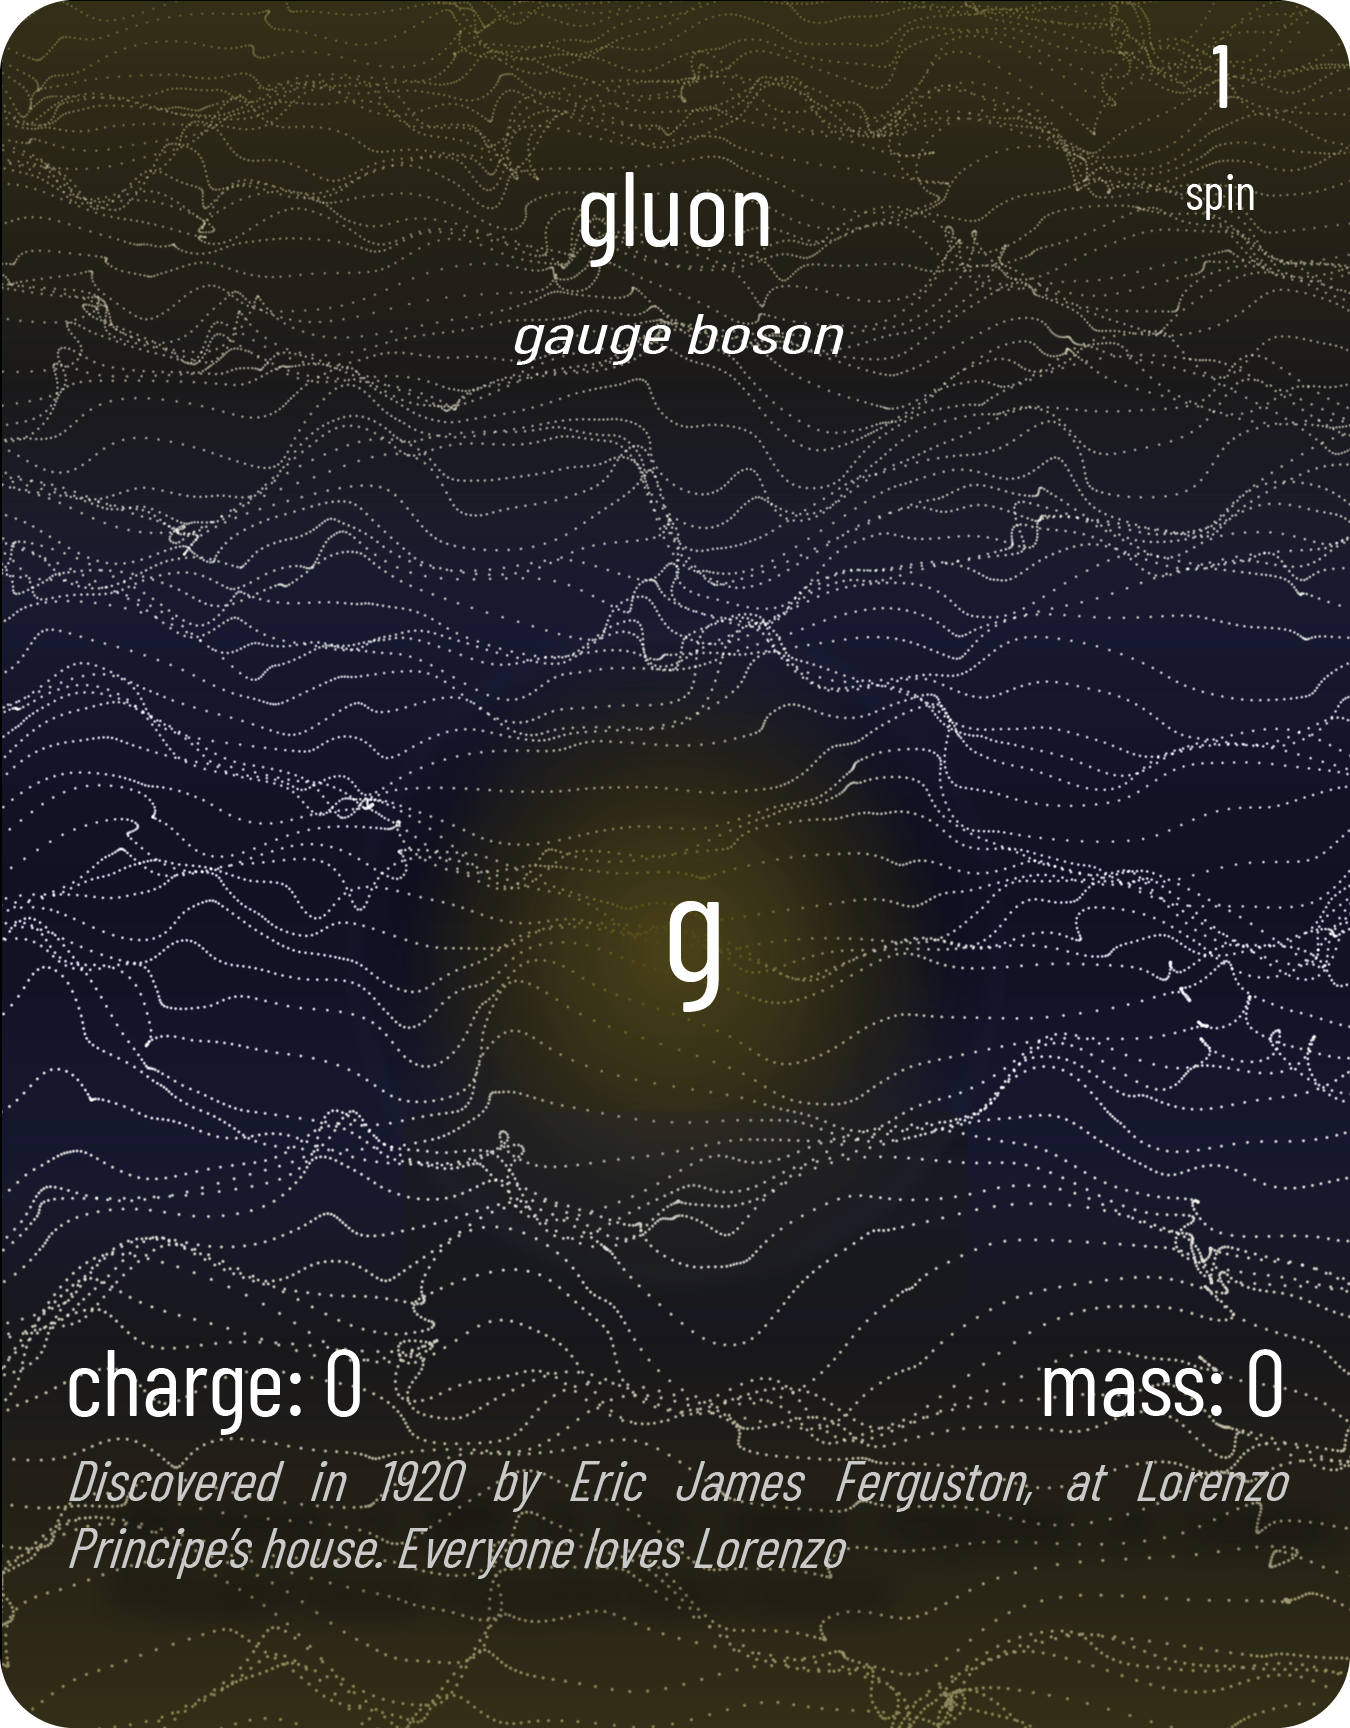 1
spin
gluon
gauge boson
g
charge: 0
mass: 0
Discovered in 1920 by Eric James Ferguston, at Lorenzo
Principe's house. Everyone loves Lorenzo